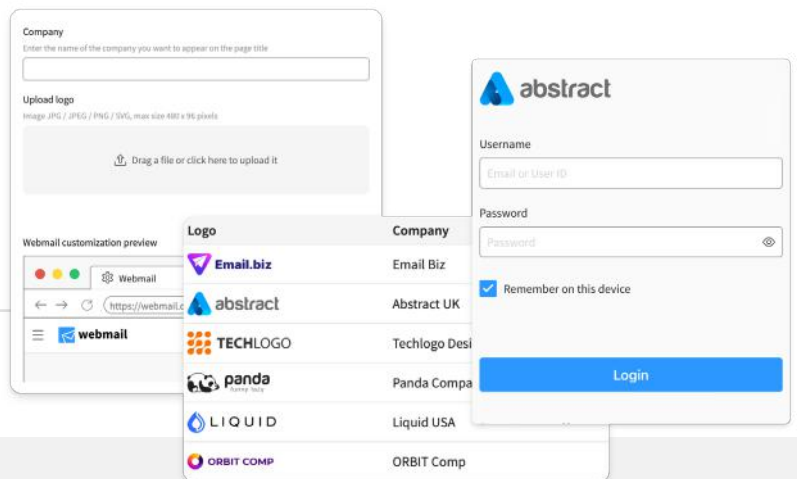 Company
Enter the name of the company you want to appear on the page title
Upload logo
Image JPG / JPEG / PNG / SVG, max size 480 x 96 pixels
Drag a file or click here to upload it
Webmail customization preview
Webmail
https://webmail.c
webmail
Logo Company
Email.biz Email Biz
abstract Abstract UK
TECHLOGO Techlogo Desi
panda Panda Compa
LIQUID Liquid USA
ORBIT COMP ORBIT Comp
abstract
Username
Email or User ID
Password
Password
Remember on this device
Login